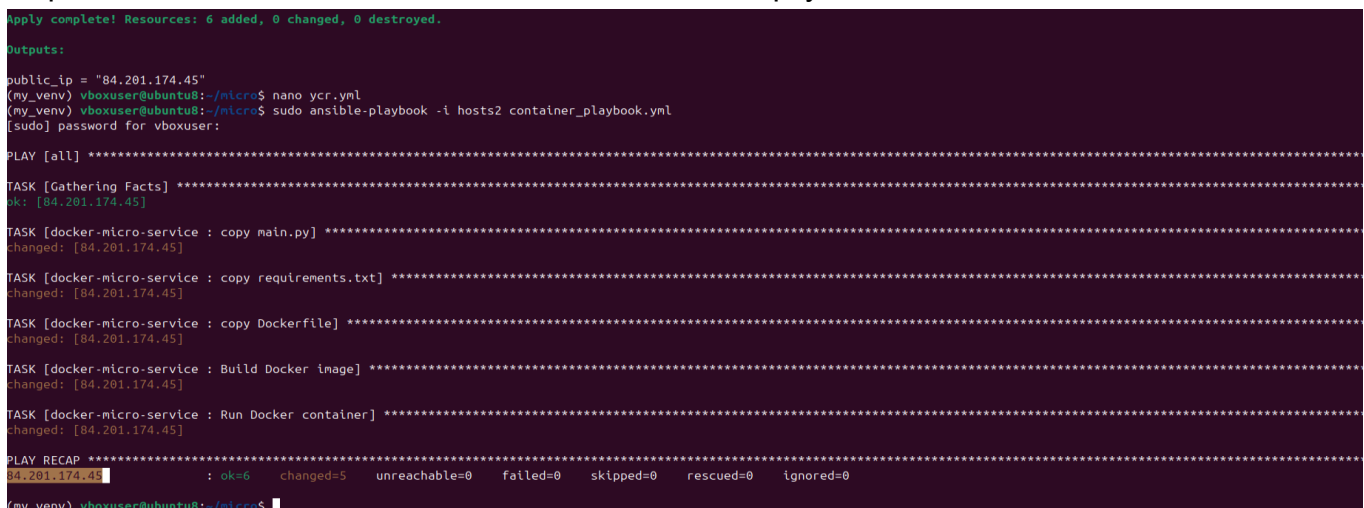 Apply complete! Resources: 6 added, 0 changed, 0 destroyed.
Outputs:
public_ip = "84.201.174.45"
(my_venv) vboxuser@ubuntu8:~/micro$ nano ycr.yml
(my_venv) vboxuser@ubuntu8:~/micro$ sudo ansible-playbook -i hosts2 container_playbook.yml
[sudo] password for vboxuser:
PLAY [all] ****************************************************************************************************************************************************************
TASK [Gathering Facts] ****************************************************************************************************************************************************
ok: [84.201.174.45]
TASK [docker-micro-service : copy main.py] ********************************************************************************************************************************
changed: [84.201.174.45]
TASK [docker-micro-service : copy requirements.txt] ***********************************************************************************************************************
changed: [84.201.174.45]
TASK [docker-micro-service : copy Dockerfile] *****************************************************************************************************************************
changed: [84.201.174.45]
TASK [docker-micro-service : Build Docker image] **************************************************************************************************************************
changed: [84.201.174.45]
TASK [docker-micro-service : Run Docker container] ************************************************************************************************************************
changed: [84.201.174.45]
PLAY RECAP ****************************************************************************************************************************************************************
84.201.174.45 : ok=6 changed=5 unreachable=0 failed=0 skipped=0 rescued=0 ignored=0
(my_venv) vboxuser@ubuntu8:~/micro$